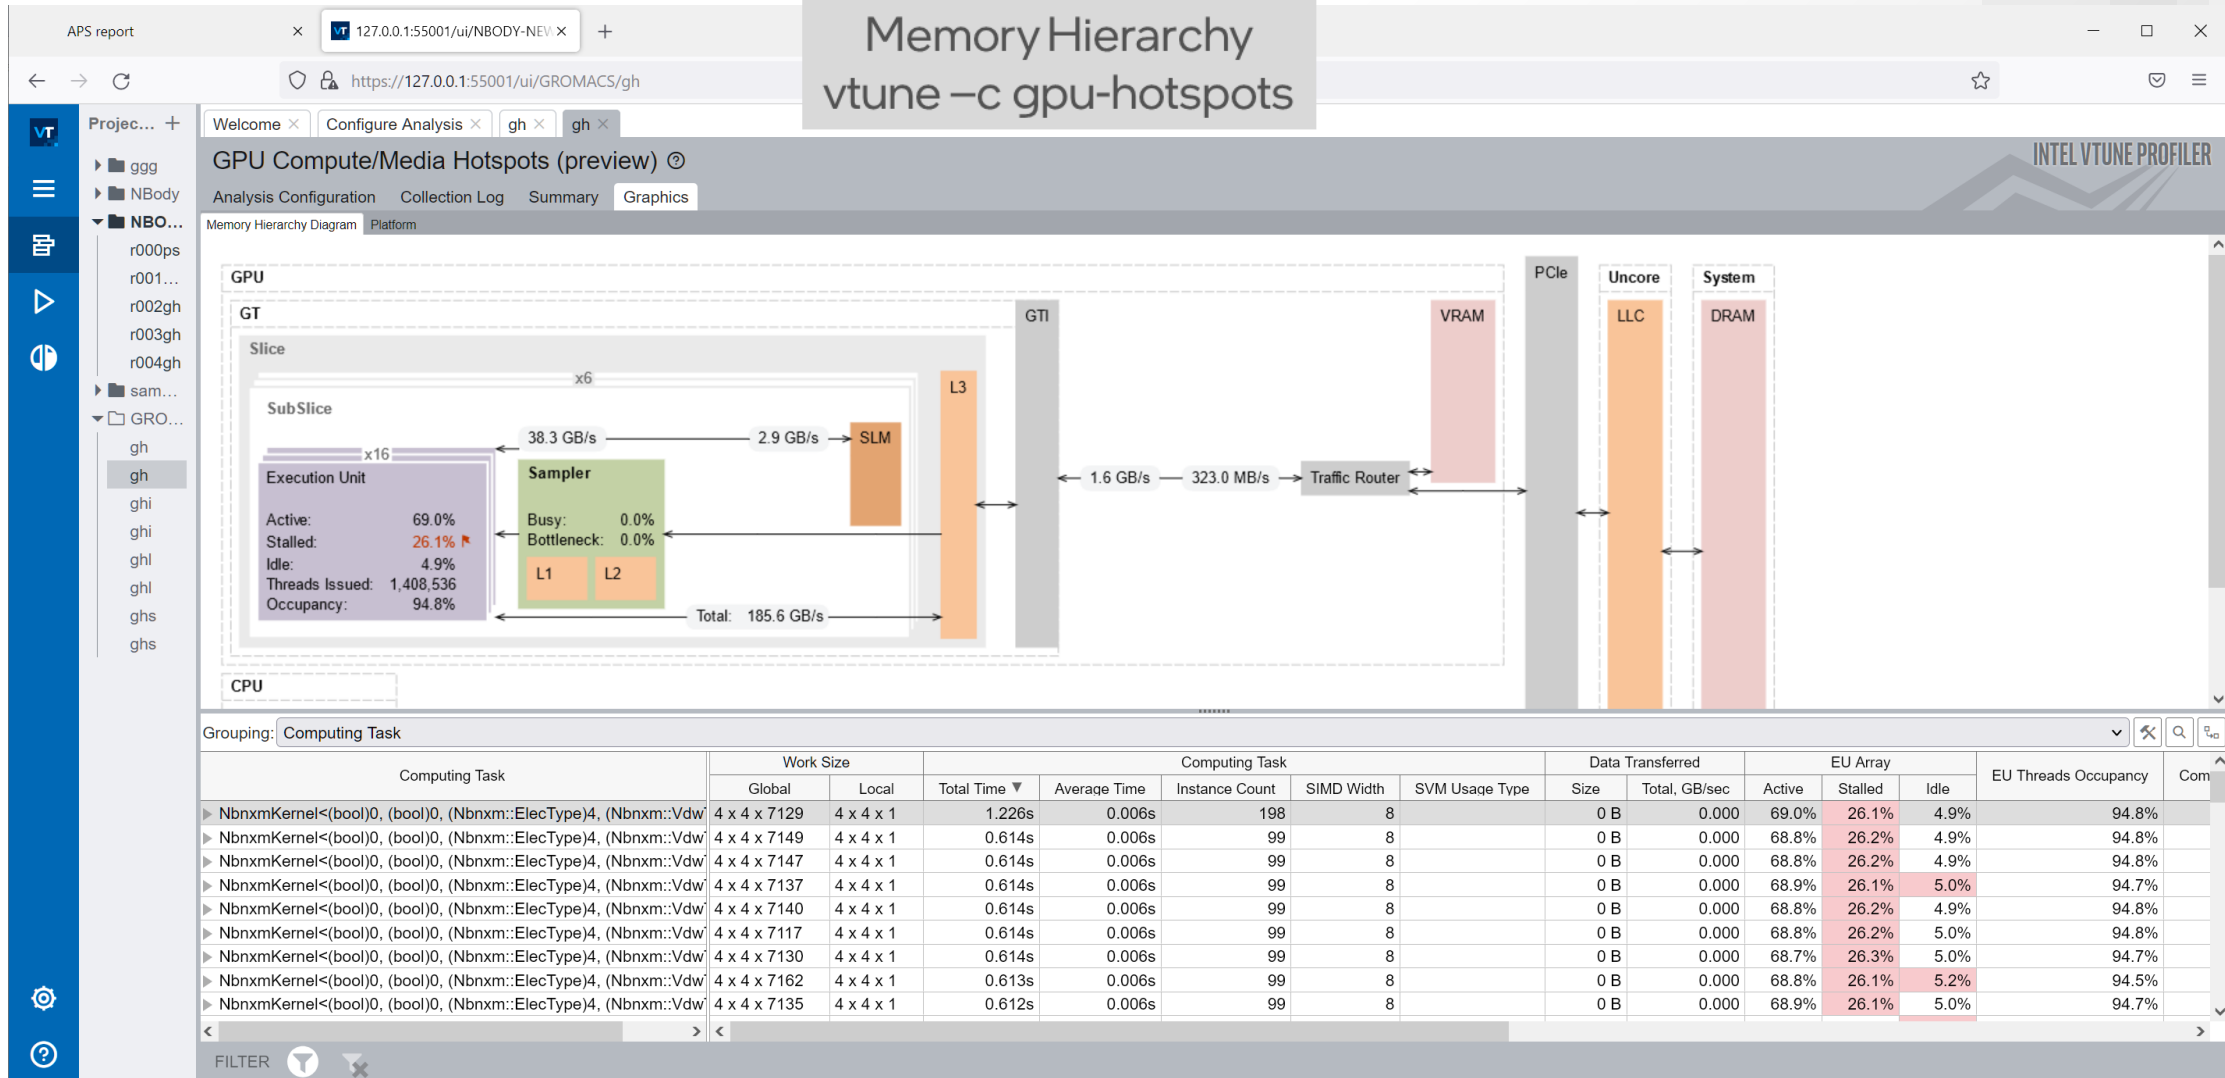 Memory Hierarchy
vtune –c gpu-hotspots
APS report
127.0.0.1:55001/ui/NBODY-NEW
https://127.0.0.1:55001/ui/GROMACS/gh
VT
Projec... +
ggg
NBody
NBO...
r000ps
r001...
r002gh
r003gh
r004gh
sam...
GRO...
gh
gh
ghi
ghi
ghl
ghl
ghs
ghs
Welcome Configure Analysis gh gh
GPU Compute/Media Hotspots (preview)
INTEL VTUNE PROFILER
Analysis Configuration Collection Log Summary Graphics
Memory Hierarchy Diagram Platform
GPU
GT
Slice
x6
SubSlice
x16
Execution Unit
Active: 69.0%
Stalled: 26.1%
Idle: 4.9%
Threads Issued: 1,408,536
Occupancy: 94.8%
38.3 GB/s 2.9 GB/s
SLM
Sampler
Busy: 0.0%
Bottleneck: 0.0%
L1 L2
Total: 185.6 GB/s
L3
GTI
1.6 GB/s 323.0 MB/s
Traffic Router
VRAM
PCIe
Uncore
LLC
System
DRAM
CPU
Grouping: Computing Task
Computing Task Work Size Computing Task Data Transferred EU Array EU Threads Occupancy Com
Global Local Total Time Average Time Instance Count SIMD Width SVM Usage Type Size Total, GB/sec Active Stalled Idle
NbnxmKernel<(bool)0, (bool)0, (Nbnxm::ElecType)4, (Nbnxm::Vdw 4 x 4 x 7129 4 x 4 x 1 1.226s 0.006s 198 8 0 B 0.000 69.0% 26.1% 4.9% 94.8%
NbnxmKernel<(bool)0, (bool)0, (Nbnxm::ElecType)4, (Nbnxm::Vdw 4 x 4 x 7149 4 x 4 x 1 0.614s 0.006s 99 8 0 B 0.000 68.8% 26.2% 4.9% 94.8%
NbnxmKernel<(bool)0, (bool)0, (Nbnxm::ElecType)4, (Nbnxm::Vdw 4 x 4 x 7147 4 x 4 x 1 0.614s 0.006s 99 8 0 B 0.000 68.8% 26.2% 4.9% 94.8%
NbnxmKernel<(bool)0, (bool)0, (Nbnxm::ElecType)4, (Nbnxm::Vdw 4 x 4 x 7137 4 x 4 x 1 0.614s 0.006s 99 8 0 B 0.000 68.9% 26.1% 5.0% 94.7%
NbnxmKernel<(bool)0, (bool)0, (Nbnxm::ElecType)4, (Nbnxm::Vdw 4 x 4 x 7140 4 x 4 x 1 0.614s 0.006s 99 8 0 B 0.000 68.8% 26.2% 4.9% 94.8%
NbnxmKernel<(bool)0, (bool)0, (Nbnxm::ElecType)4, (Nbnxm::Vdw 4 x 4 x 7117 4 x 4 x 1 0.614s 0.006s 99 8 0 B 0.000 68.8% 26.2% 5.0% 94.8%
NbnxmKernel<(bool)0, (bool)0, (Nbnxm::ElecType)4, (Nbnxm::Vdw 4 x 4 x 7130 4 x 4 x 1 0.614s 0.006s 99 8 0 B 0.000 68.7% 26.3% 5.0% 94.7%
NbnxmKernel<(bool)0, (bool)0, (Nbnxm::ElecType)4, (Nbnxm::Vdw 4 x 4 x 7162 4 x 4 x 1 0.613s 0.006s 99 8 0 B 0.000 68.8% 26.1% 5.2% 94.5%
NbnxmKernel<(bool)0, (bool)0, (Nbnxm::ElecType)4, (Nbnxm::Vdw 4 x 4 x 7135 4 x 4 x 1 0.612s 0.006s 99 8 0 B 0.000 68.9% 26.1% 5.0% 94.7%
FILTER